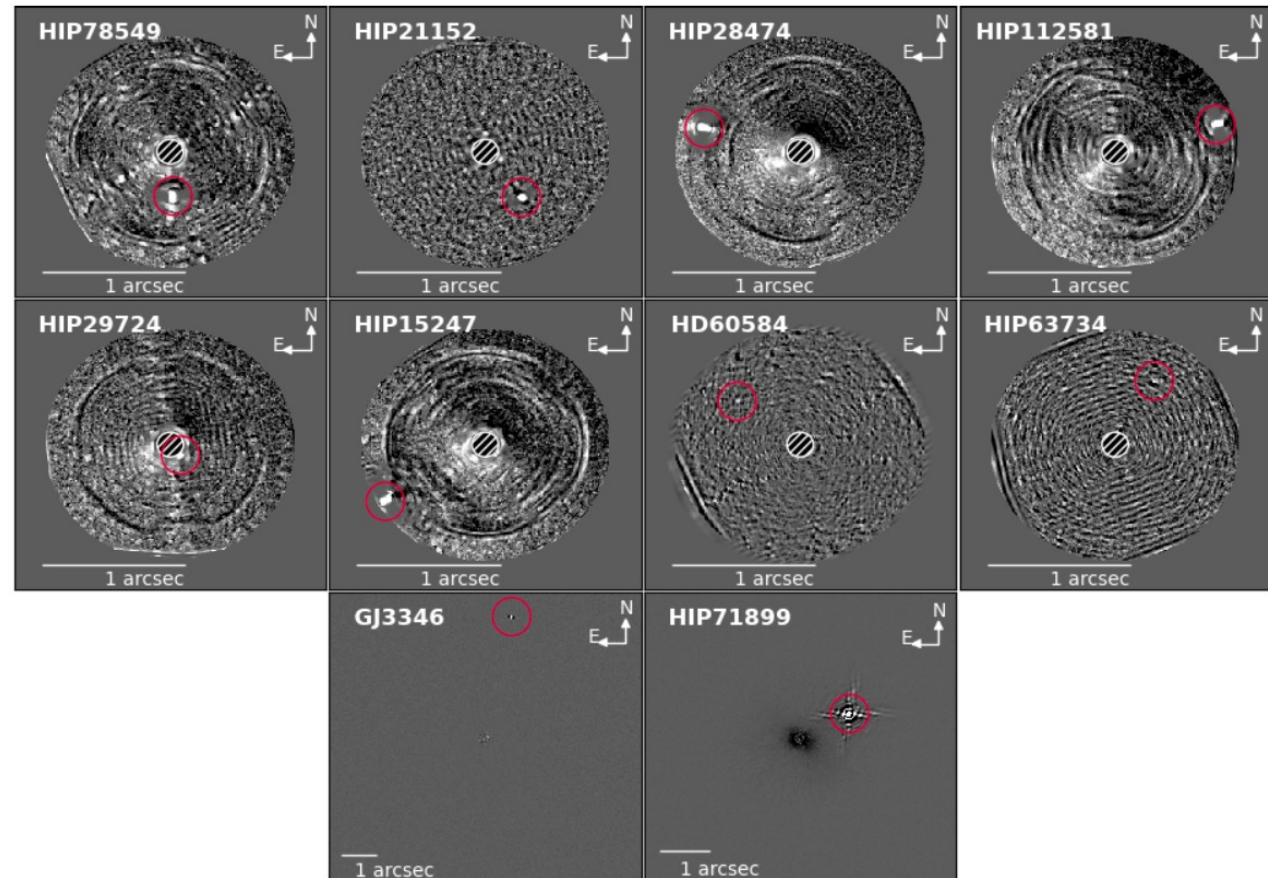 HIP78549
N
E
1 arcsec
HIP21152
N
E
1 arcsec
HIP28474
N
E
1 arcsec
HIP112581
N
E
1 arcsec
HIP29724
N
E
1 arcsec
HIP15247
N
E
1 arcsec
HD60584
N
E
1 arcsec
HIP63734
N
E
1 arcsec
GJ3346
N
E
1 arcsec
HIP71899
N
E
1 arcsec